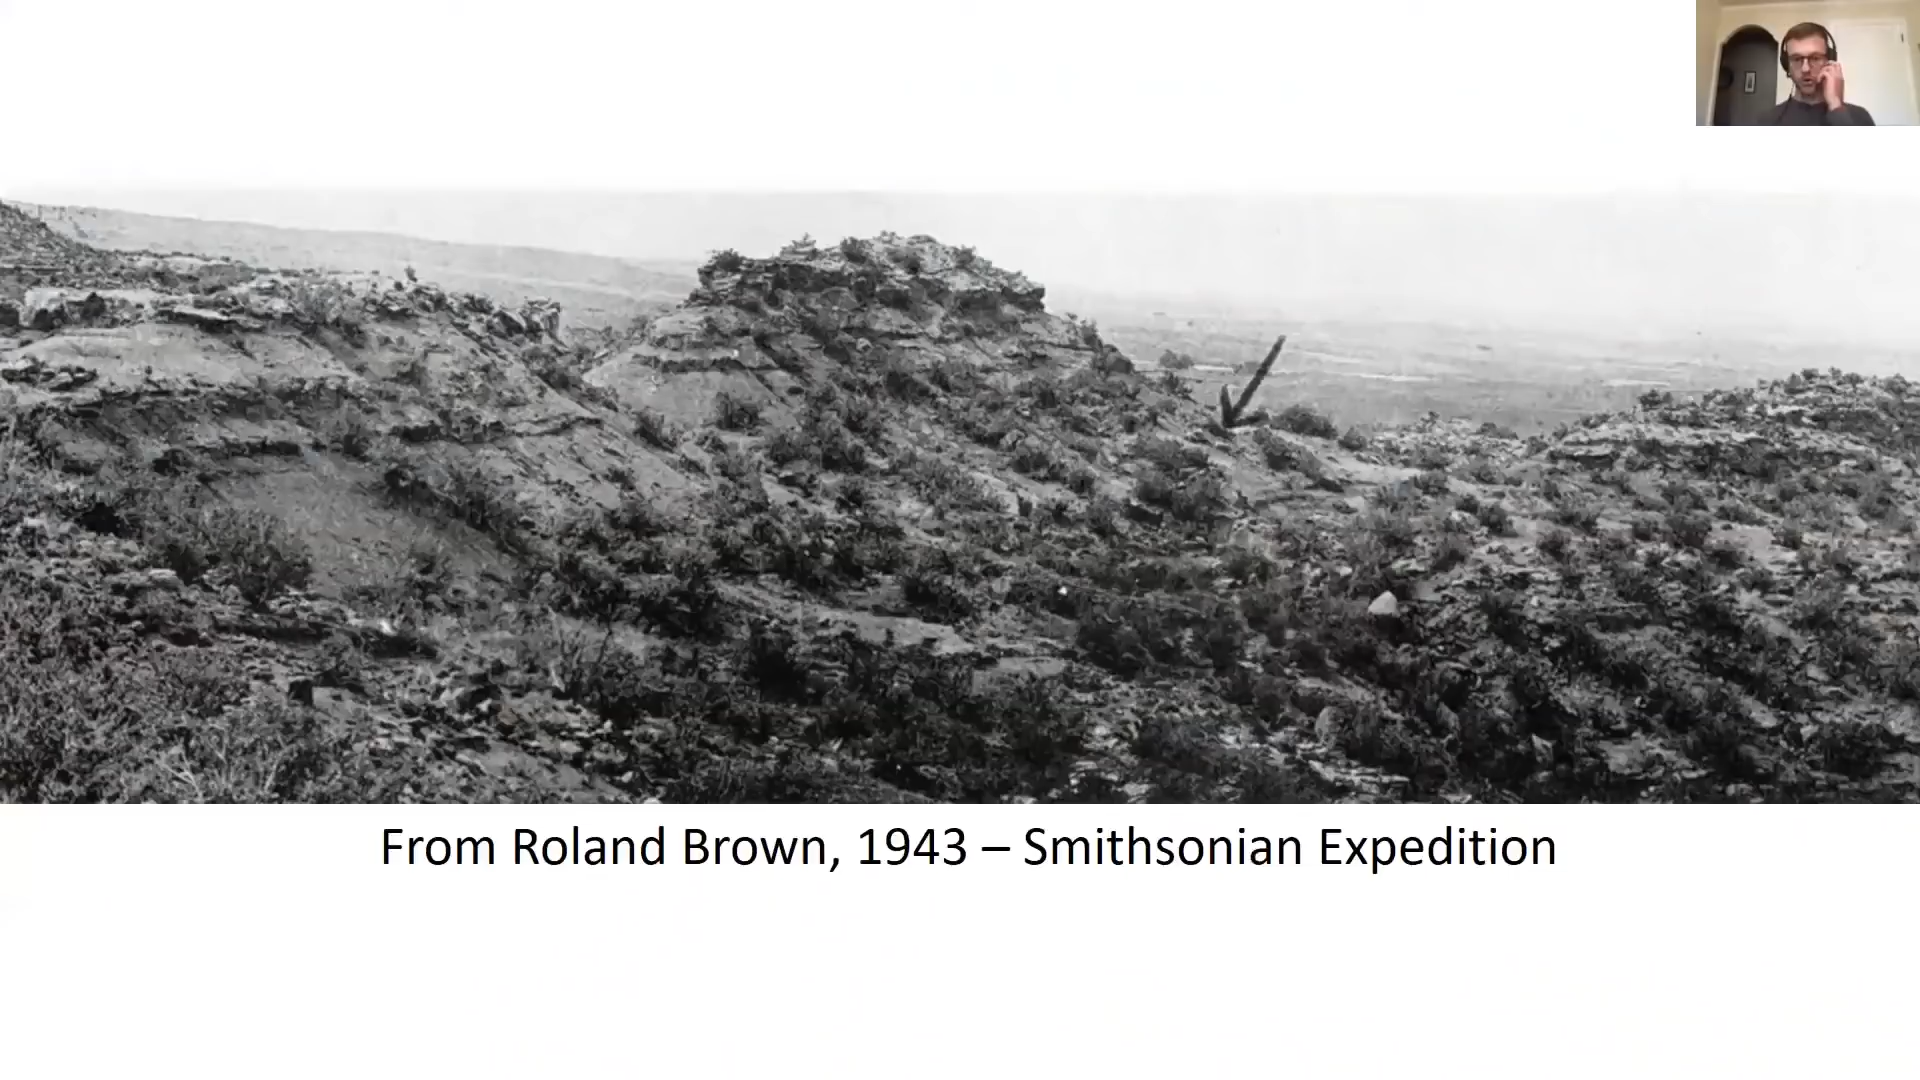 From Roland Brown, 1943 – Smithsonian Expedition